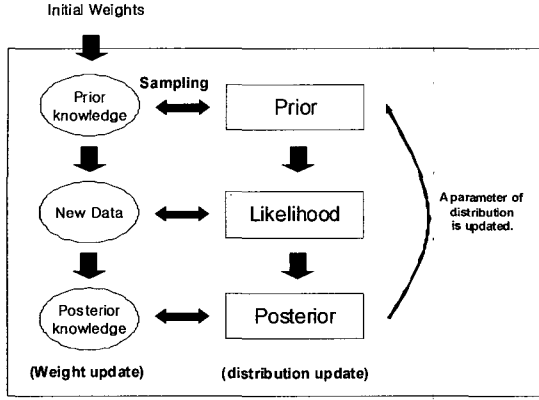 Initial Weights
Sampling
Prior
knowledge
Prior
New Data
Likelihood
A parameter of
distribution
is updated.
Posterior
knowledge
Posterior
(Weight update)
(distribution update)